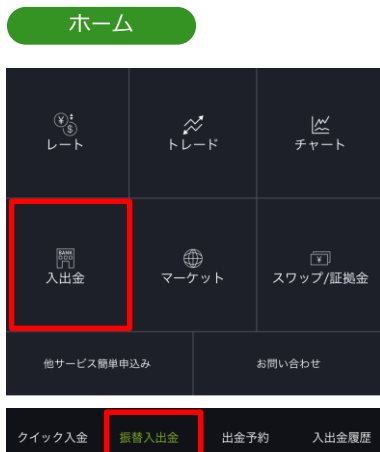 ホーム
レート
トレード
チャート
BANK
入出金
マーケット
スワップ/証拠金
他サービス簡単申込み
お問い合わせ
クイック入金 振替入出金 出金予約 入出金履歴